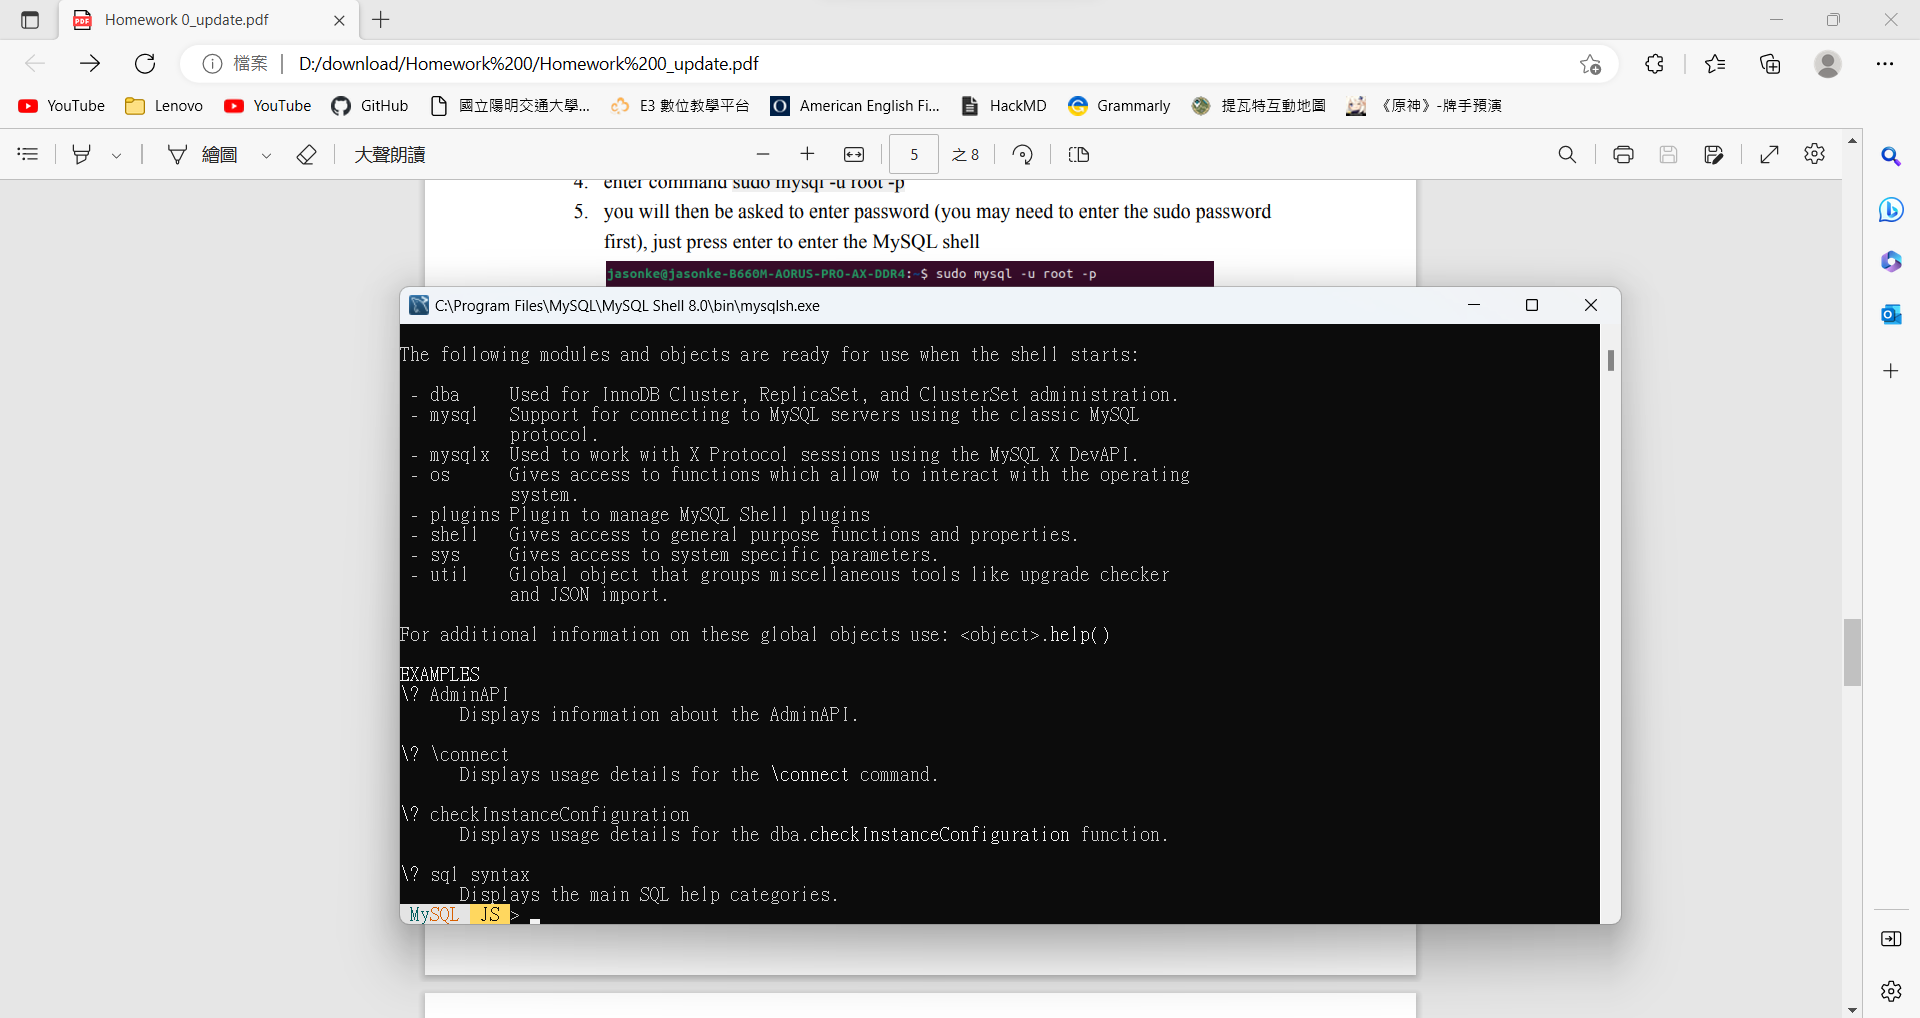 Homework 0_update.pdf
檔案
D:/download/Homework%200/Homework%200_update.pdf
YouTube
Lenovo
YouTube
GitHub
國立陽明交通大學...
E3 數位教學平台
American English Fi...
HackMD
Grammarly
提瓦特互動地圖
《原神》-牌手預演
繪圖
大聲朗讀
5
之 8
4. enter command sudo mysql -u root -p
5. you will then be asked to enter password (you may need to enter the sudo password
first), just press enter to enter the MySQL shell
jasonke@jasonke-B660M-AORUS-PRO-AX-DDR4:~$ sudo mysql -u root -p
C:\Program Files\MySQL\MySQL Shell 8.0\bin\mysqlsh.exe
The following modules and objects are ready for use when the shell starts:
- dba Used for InnoDB Cluster, ReplicaSet, and ClusterSet administration.
- mysql Support for connecting to MySQL servers using the classic MySQL
protocol.
- mysqlx Used to work with X Protocol sessions using the MySQL X DevAPI.
- os Gives access to functions which allow to interact with the operating
system.
- plugins Plugin to manage MySQL Shell plugins
- shell Gives access to general purpose functions and properties.
- sys Gives access to system specific parameters.
- util Global object that groups miscellaneous tools like upgrade checker
and JSON import.
For additional information on these global objects use: <object>.help()
EXAMPLES
\? AdminAPI
Displays information about the AdminAPI.
\? \connect
Displays usage details for the \connect command.
\? checkInstanceConfiguration
Displays usage details for the dba.checkInstanceConfiguration function.
\? sql syntax
Displays the main SQL help categories.
MySQL JS >